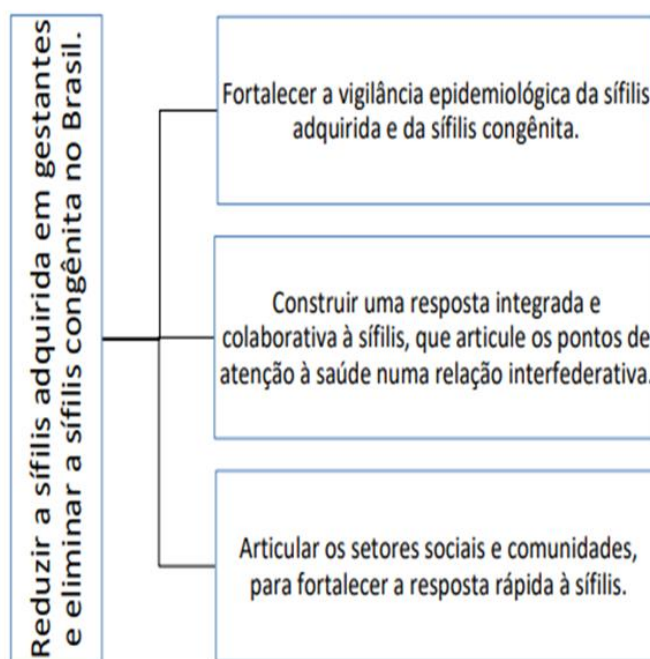 Reduzir a sífilis adquirida em gestantes
e eliminar a sífilis congênita no Brasil.
Fortalecer a vigilância epidemiológica da sífilis
adquirida e da sífilis congênita.
Construir uma resposta integrada e
colaborativa à sífilis, que articule os pontos de
atenção à saúde numa relação interfederativa.
Articular os setores sociais e comunidades,
para fortalecer a resposta rápida à sífilis.